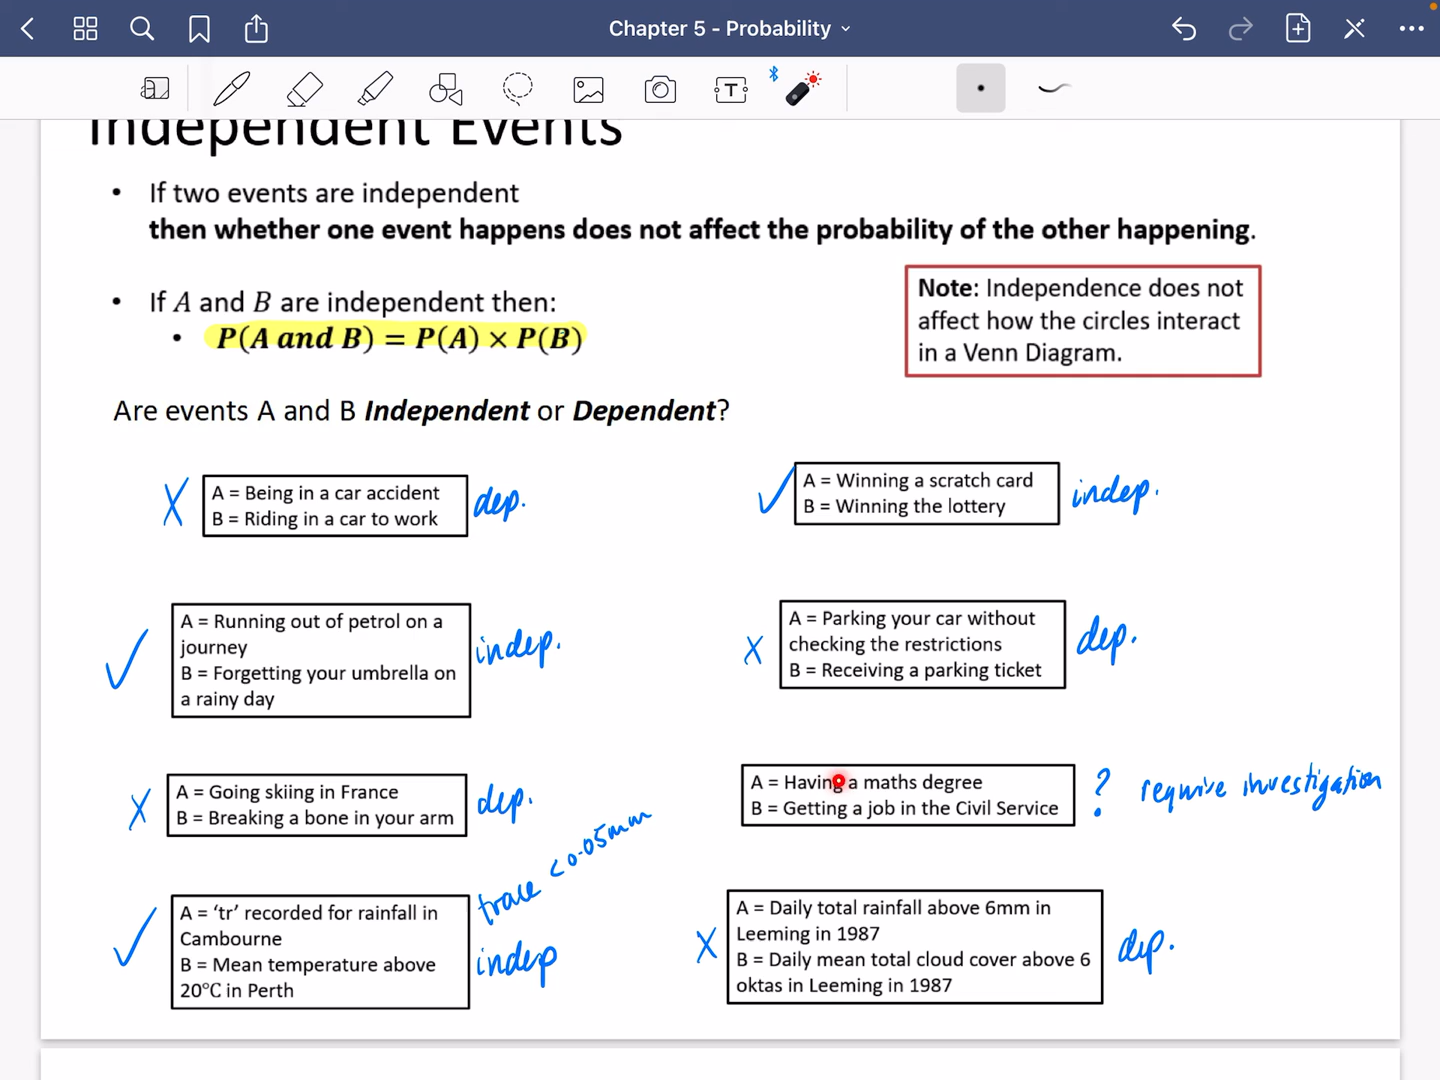 Chapter 5 - Probability
T
Independent Events
• If two events are independent
then whether one event happens does not affect the probability of the other happening.
• If A and B are independent then:
• P(A and B) = P(A) × P(B)
Note: Independence does not
affect how the circles interact
in a Venn Diagram.
Are events A and B Independent or Dependent?
X
A = Being in a car accident
B = Riding in a car to work
dep.
✓
A = Winning a scratch card
B = Winning the lottery
indep.
✓
A = Running out of petrol on a
journey
B = Forgetting your umbrella on
a rainy day
indep.
X
A = Parking your car without
checking the restrictions
B = Receiving a parking ticket
dep.
X
A = Going skiing in France
B = Breaking a bone in your arm
dep.
A = Having a maths degree
B = Getting a job in the Civil Service
? require investigation
✓
A = ‘tr’ recorded for rainfall in
Cambourne
B = Mean temperature above
20°C in Perth
trace <0.05mm
indep
X
A = Daily total rainfall above 6mm in
Leeming in 1987
B = Daily mean total cloud cover above 6
oktas in Leeming in 1987
dep.